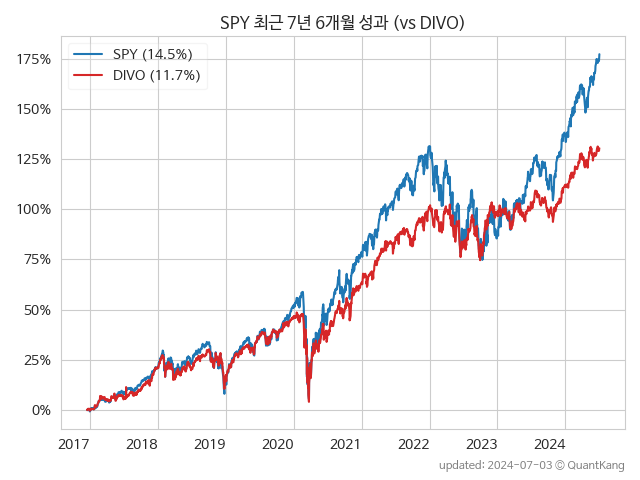 SPY 최근 7년 6개월 성과 (vs DIVO)
SPY (14.5%)
DIVO (11.7%)
175%
150%
125%
100%
75%
50%
25%
0%
2017 2018 2019 2020 2021 2022 2023 2024
updated: 2024-07-03 © QuantKang